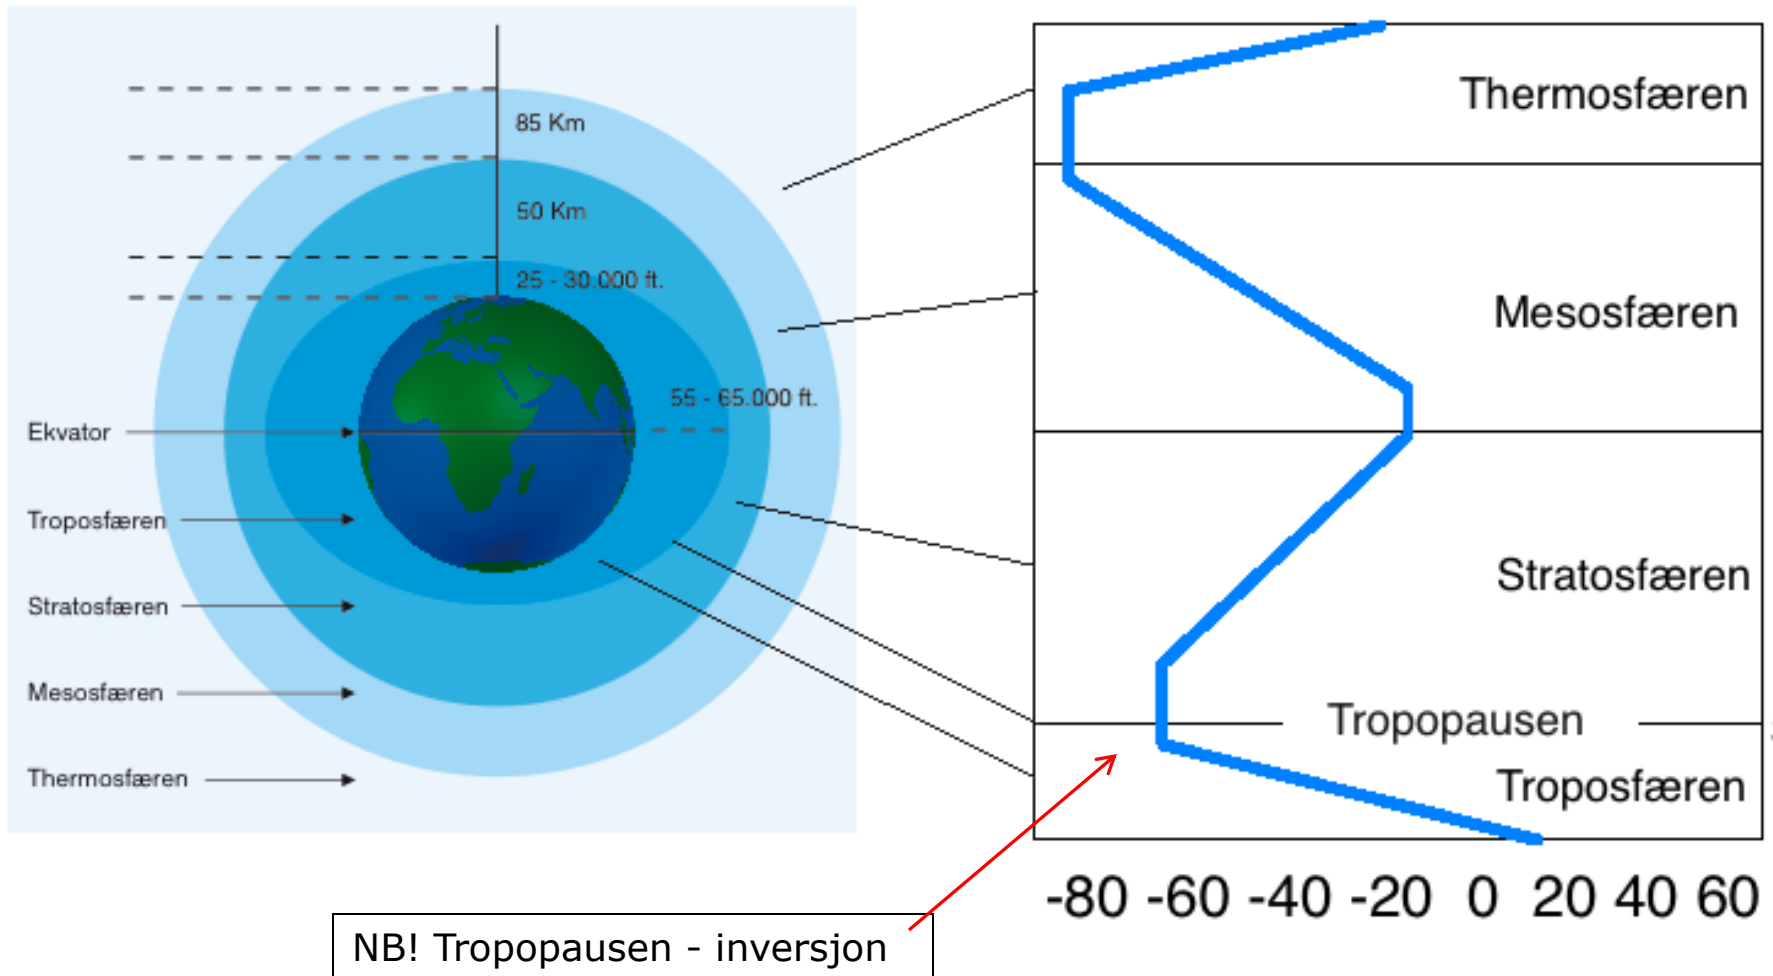 85 Km
50 Km
25 - 30.000 ft.
55 - 65.000 ft.
Ekvator
Troposfæren
Stratosfæren
Mesosfæren
Thermosfæren
Thermosfæren
Mesosfæren
Stratosfæren
Tropopausen
Troposfæren
-80 -60 -40 -20 0 20 40 60
NB! Tropopausen - inversjon